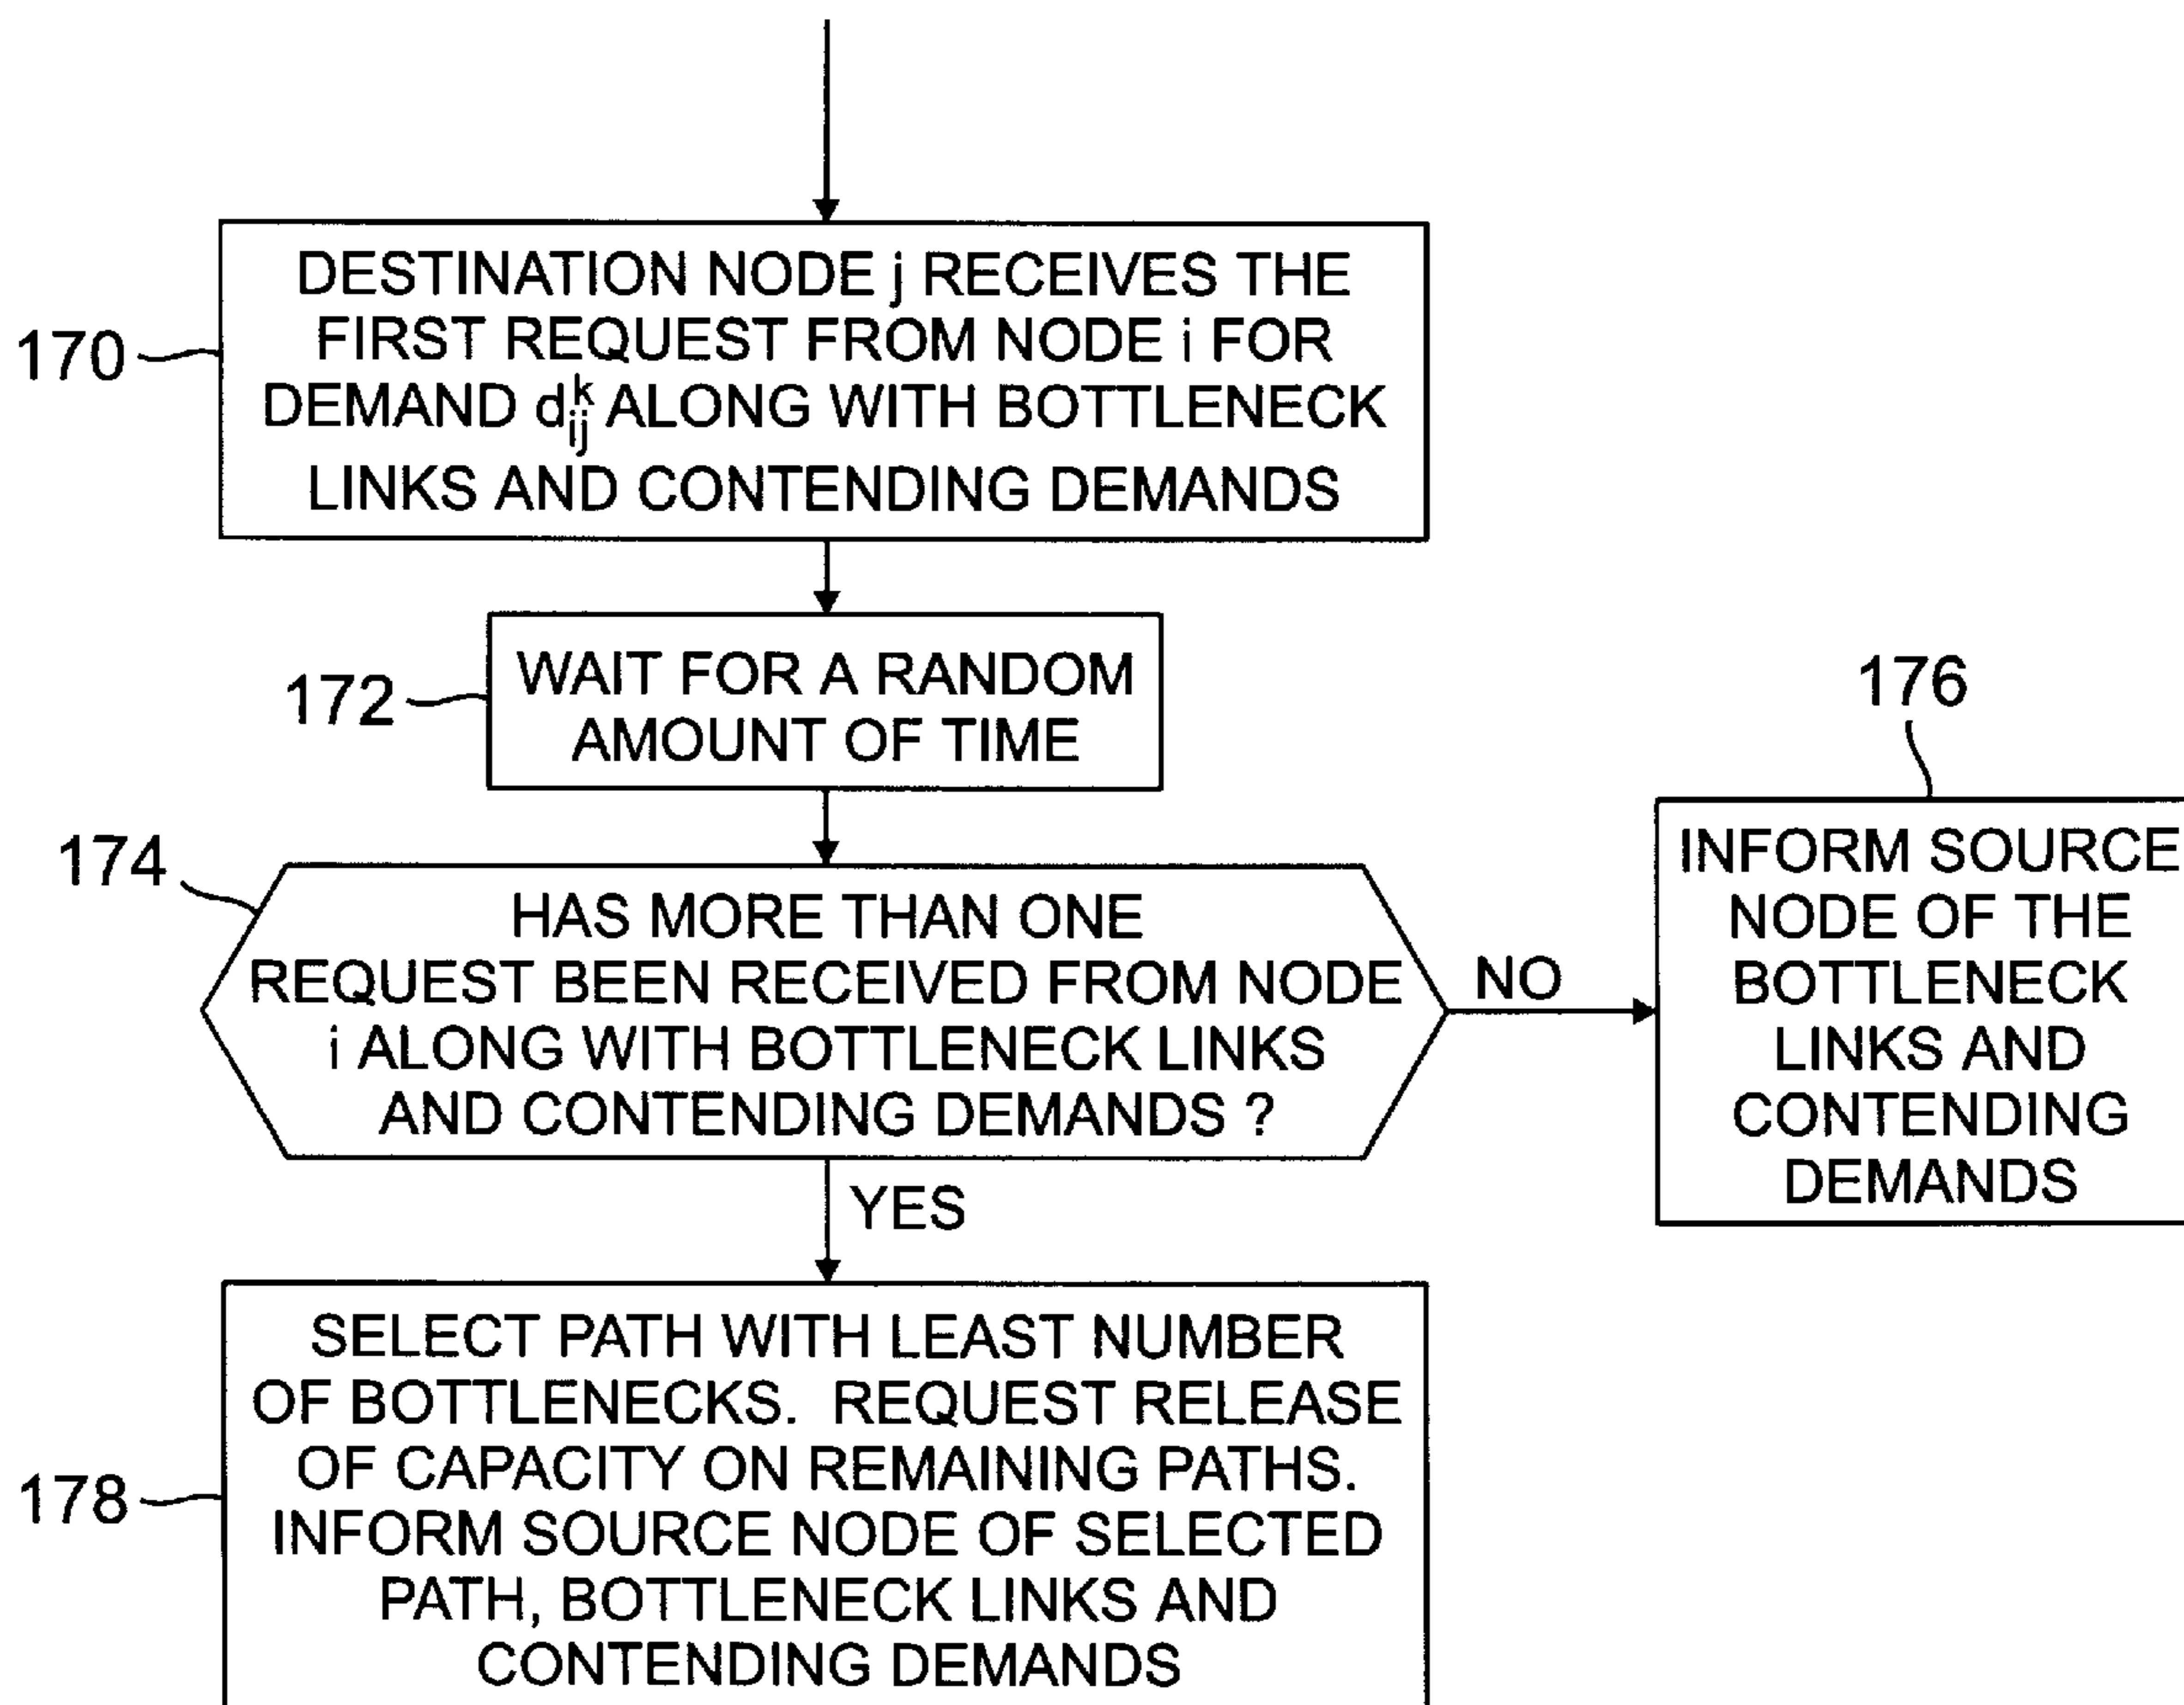 170
DESTINATION NODE j RECEIVES THE
FIRST REQUEST FROM NODE i FOR
DEMAND d_{ij}^{k} ALONG WITH BOTTLENECK
LINKS AND CONTENDING DEMANDS
172
WAIT FOR A RANDOM
AMOUNT OF TIME
174
HAS MORE THAN ONE
REQUEST BEEN RECEIVED FROM NODE
i ALONG WITH BOTTLENECK LINKS
AND CONTENDING DEMANDS ?
NO
176
INFORM SOURCE
NODE OF THE
BOTTLENECK
LINKS AND
CONTENDING
DEMANDS
YES
178
SELECT PATH WITH LEAST NUMBER
OF BOTTLENECKS. REQUEST RELEASE
OF CAPACITY ON REMAINING PATHS.
INFORM SOURCE NODE OF SELECTED
PATH, BOTTLENECK LINKS AND
CONTENDING DEMANDS